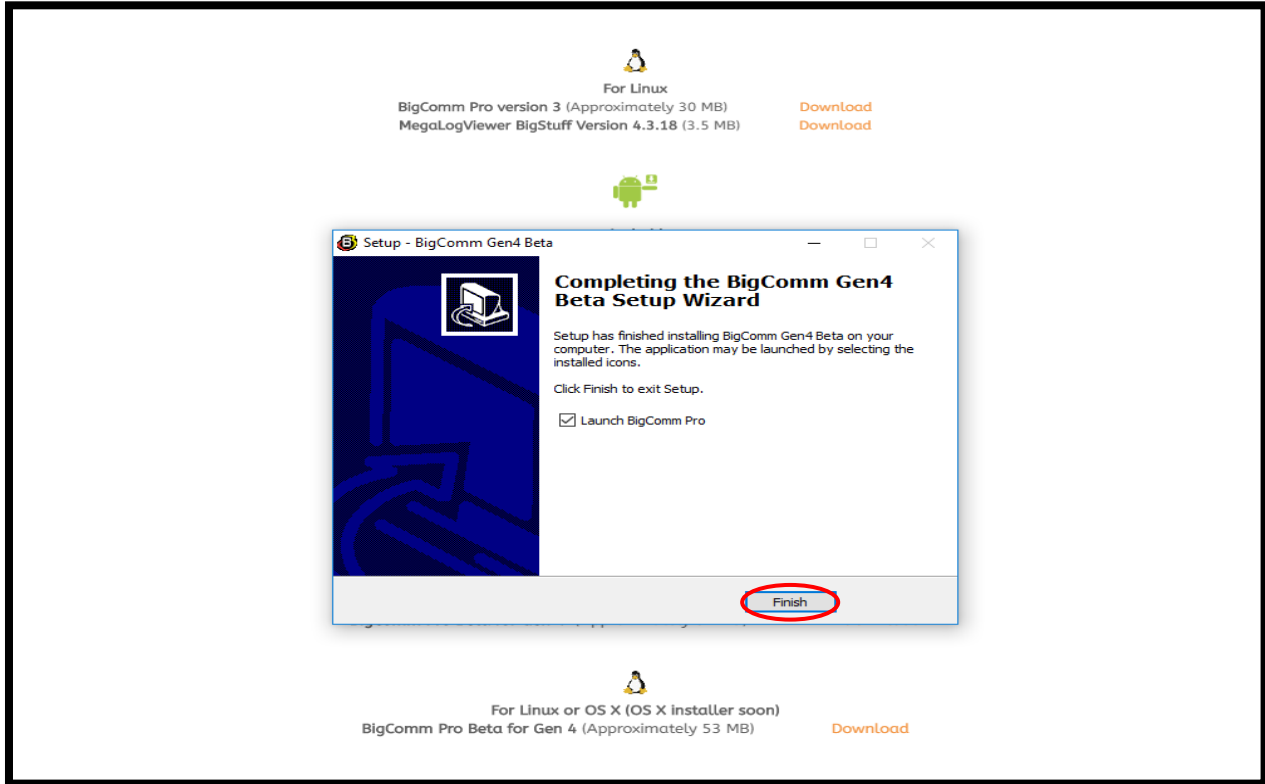 For Linux
BigComm Pro version 3 (Approximately 30 MB) Download
MegaLogViewer BigStuff Version 4.3.18 (3.5 MB) Download
Setup - BigComm Gen4 Beta
Completing the BigComm Gen4
Beta Setup Wizard
Setup has finished installing BigComm Gen4 Beta on your
computer. The application may be launched by selecting the
installed icons.
Click Finish to exit Setup.
Launch BigComm Pro
Finish
For Linux or OS X (OS X installer soon)
BigComm Pro Beta for Gen 4 (Approximately 53 MB) Download